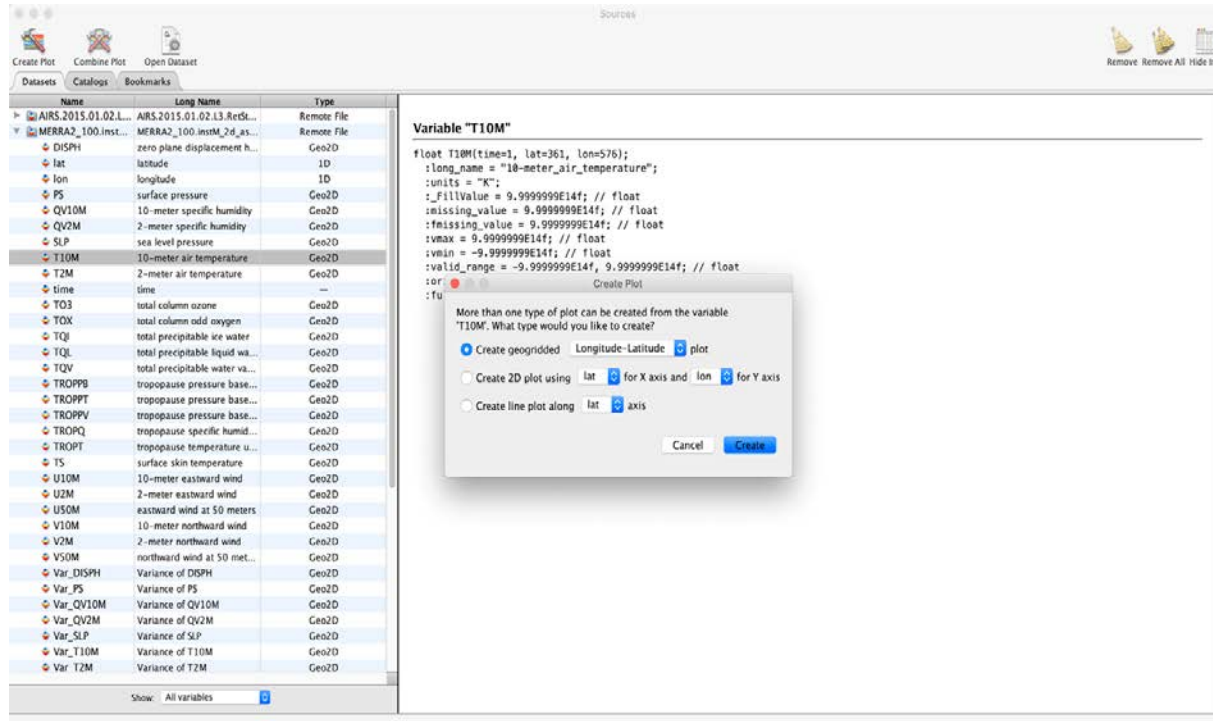 Sources
Create Plot Combine Plot Open Dataset
Remove Remove All Hide In
Datasets Catalogs Bookmarks
Name Long Name Type
AIRS.2015.01.02.L... AIRS.2015.01.02.L3.RetSt... Remote File
MERRA2_100.inst... MERRA2_100.instM_2d_as... Remote File
DISPH zero plane displacement h... Geo2D
lat latitude 1D
lon longitude 1D
PS surface pressure Geo2D
QV10M 10-meter specific humidity Geo2D
QV2M 2-meter specific humidity Geo2D
SLP sea level pressure Geo2D
T10M 10-meter air temperature Geo2D
T2M 2-meter air temperature Geo2D
time time —
TO3 total column ozone Geo2D
TOX total column odd oxygen Geo2D
TQI total precipitable ice water Geo2D
TQL total precipitable liquid wa... Geo2D
TQV total precipitable water va... Geo2D
TROPPB tropopause pressure base... Geo2D
TROPPT tropopause pressure base... Geo2D
TROPPV tropopause pressure base... Geo2D
TROPQ tropopause specific humid... Geo2D
TROPT tropopause temperature u... Geo2D
TS surface skin temperature Geo2D
U10M 10-meter eastward wind Geo2D
U2M 2-meter eastward wind Geo2D
U50M eastward wind at 50 meters Geo2D
V10M 10-meter northward wind Geo2D
V2M 2-meter northward wind Geo2D
V50M northward wind at 50 met... Geo2D
Var_DISPH Variance of DISPH Geo2D
Var_PS Variance of PS Geo2D
Var_QV10M Variance of QV10M Geo2D
Var_QV2M Variance of QV2M Geo2D
Var_SLP Variance of SLP Geo2D
Var_T10M Variance of T10M Geo2D
Var_T2M Variance of T2M Geo2D
Show: All variables
Variable "T10M"
float T10M(time=1, lat=361, lon=576);
:long_name = "10-meter_air_temperature";
:units = "K";
:_FillValue = 9.9999999E14f; // float
:missing_value = 9.9999999E14f; // float
:fmissing_value = 9.9999999E14f; // float
:vmax = 9.9999999E14f; // float
:vmin = -9.9999999E14f; // float
:valid_range = -9.9999999E14f, 9.9999999E14f; // float
:or
:fu
Create Plot
More than one type of plot can be created from the variable
'T10M'. What type would you like to create?
Create geogridded Longitude-Latitude plot
Create 2D plot using lat for X axis and lon for Y axis
Create line plot along lat axis
Cancel Create